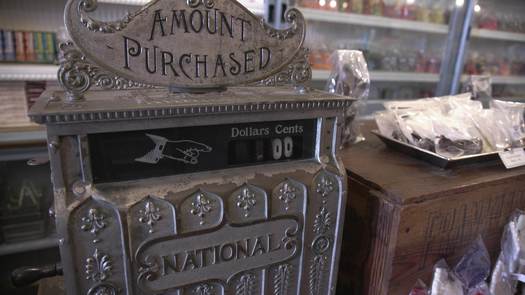 AMOUNT
PURCHASED
Dollars Cents
00
NATIONAL